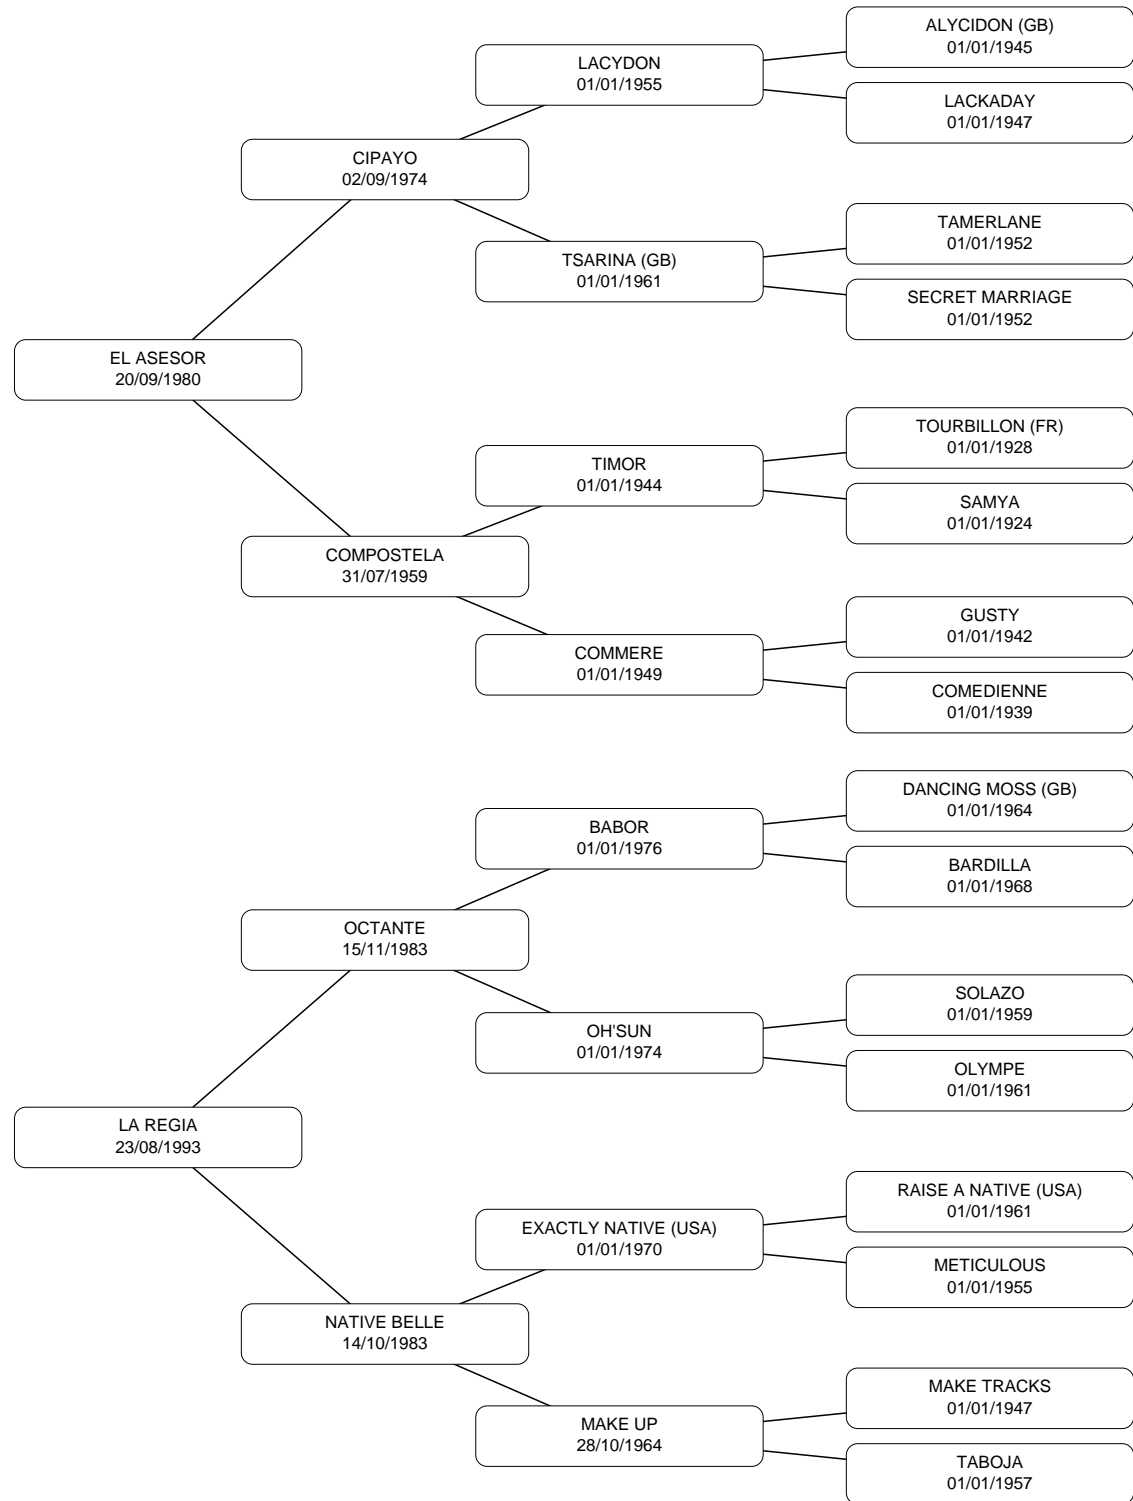 ALYCIDON (GB)
01/01/1945
LACYDON
01/01/1955
LACKADAY
01/01/1947
CIPAYO
02/09/1974
TAMERLANE
01/01/1952
TSARINA (GB)
01/01/1961
SECRET MARRIAGE
01/01/1952
EL ASESOR
20/09/1980
TOURBILLON (FR)
01/01/1928
TIMOR
01/01/1944
SAMYA
01/01/1924
COMPOSTELA
31/07/1959
GUSTY
01/01/1942
COMMERE
01/01/1949
COMEDIENNE
01/01/1939
DANCING MOSS (GB)
01/01/1964
BABOR
01/01/1976
BARDILLA
01/01/1968
OCTANTE
15/11/1983
SOLAZO
01/01/1959
OH'SUN
01/01/1974
OLYMPE
01/01/1961
LA REGIA
23/08/1993
RAISE A NATIVE (USA)
01/01/1961
EXACTLY NATIVE (USA)
01/01/1970
METICULOUS
01/01/1955
NATIVE BELLE
14/10/1983
MAKE TRACKS
01/01/1947
MAKE UP
28/10/1964
TABOJA
01/01/1957